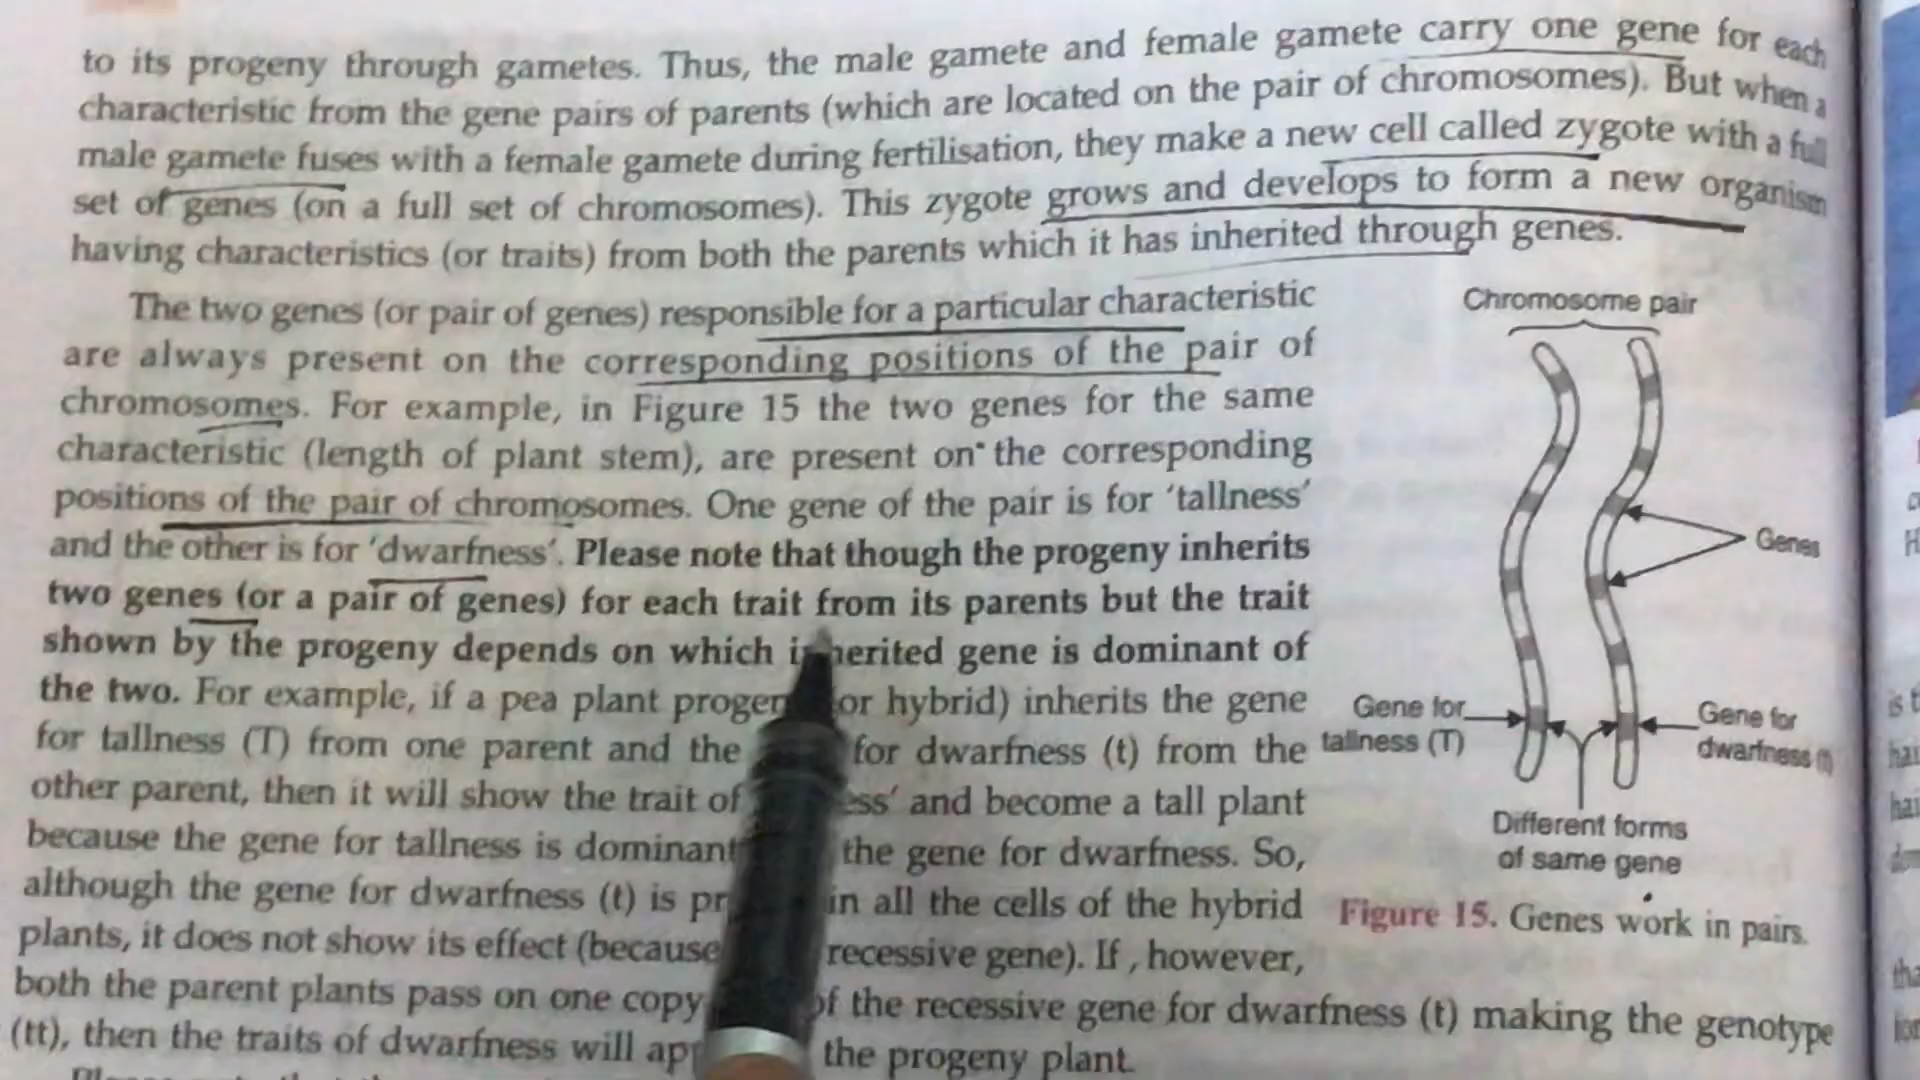 to its progeny through gametes. Thus, the male gamete and female gamete carry one gene for each
characteristic from the gene pairs of parents (which are located on the pair of chromosomes). But when a
male gamete fuses with a female gamete during fertilisation, they make a new cell called zygote with a full
set of genes (on a full set of chromosomes). This zygote grows and develops to form a new organism
having characteristics (or traits) from both the parents which it has inherited through genes.
The two genes (or pair of genes) responsible for a particular characteristic
are always present on the corresponding positions of the pair of
chromosomes. For example, in Figure 15 the two genes for the same
characteristic (length of plant stem), are present on the corresponding
positions of the pair of chromosomes. One gene of the pair is for 'tallness'
and the other is for 'dwarfness'. Please note that though the progeny inherits
two genes (or a pair of genes) for each trait from its parents but the trait
shown by the progeny depends on which inherited gene is dominant of
the two. For example, if a pea plant progen or hybrid) inherits the gene
for tallness (T) from one parent and the for dwarfness (t) from the
other parent, then it will show the trait of ess' and become a tall plant
because the gene for tallness is dominant the gene for dwarfness. So,
although the gene for dwarfness (t) is pr in all the cells of the hybrid
plants, it does not show its effect (because recessive gene). If , however,
both the parent plants pass on one copy of the recessive gene for dwarfness (t) making the genotype
(tt), then the traits of dwarfness will app the progeny plant.
Chromosome pair
Genes
Gene for
tallness (T)
Gene for
dwarfness (t)
Different forms
of same gene
Figure 15. Genes work in pairs.